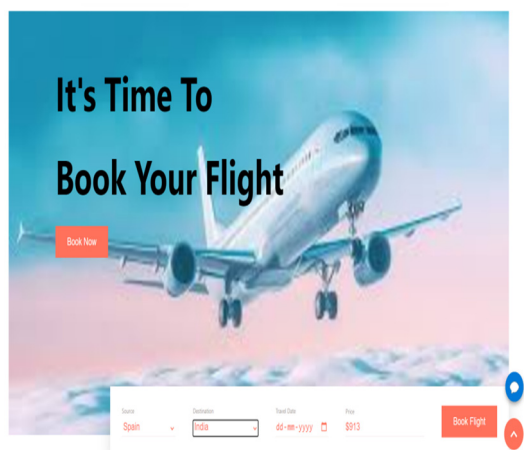 It's Time To
Book Your Flight
Book Now
Source
Destination
Travel Date
Price
Spain
India
dd-mm-yyyy
$913
Book Flight